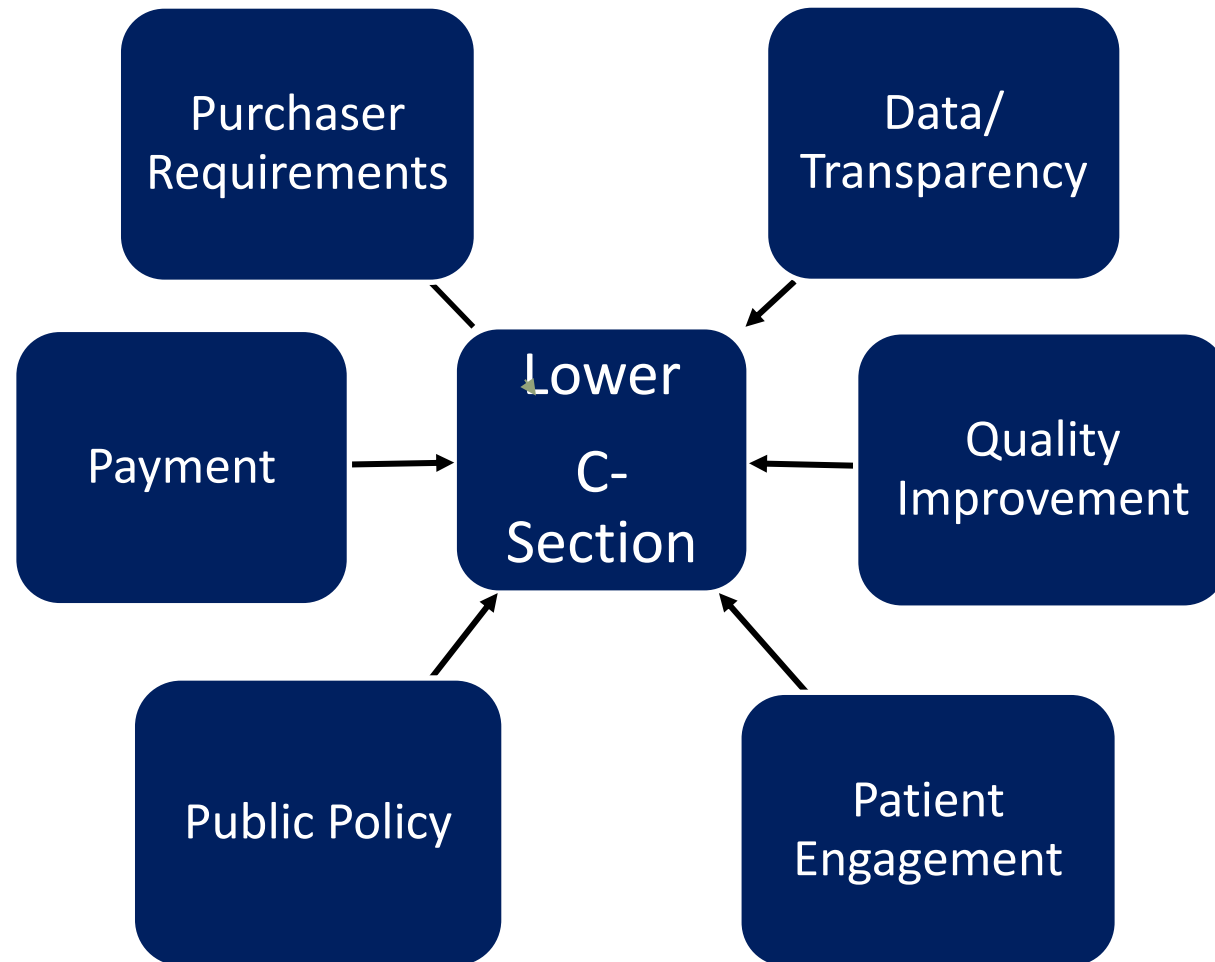 Purchaser
Requirements
Data/
Transparency
Payment
Lower
C-
Section
Quality
Improvement
Public Policy
Patient
Engagement